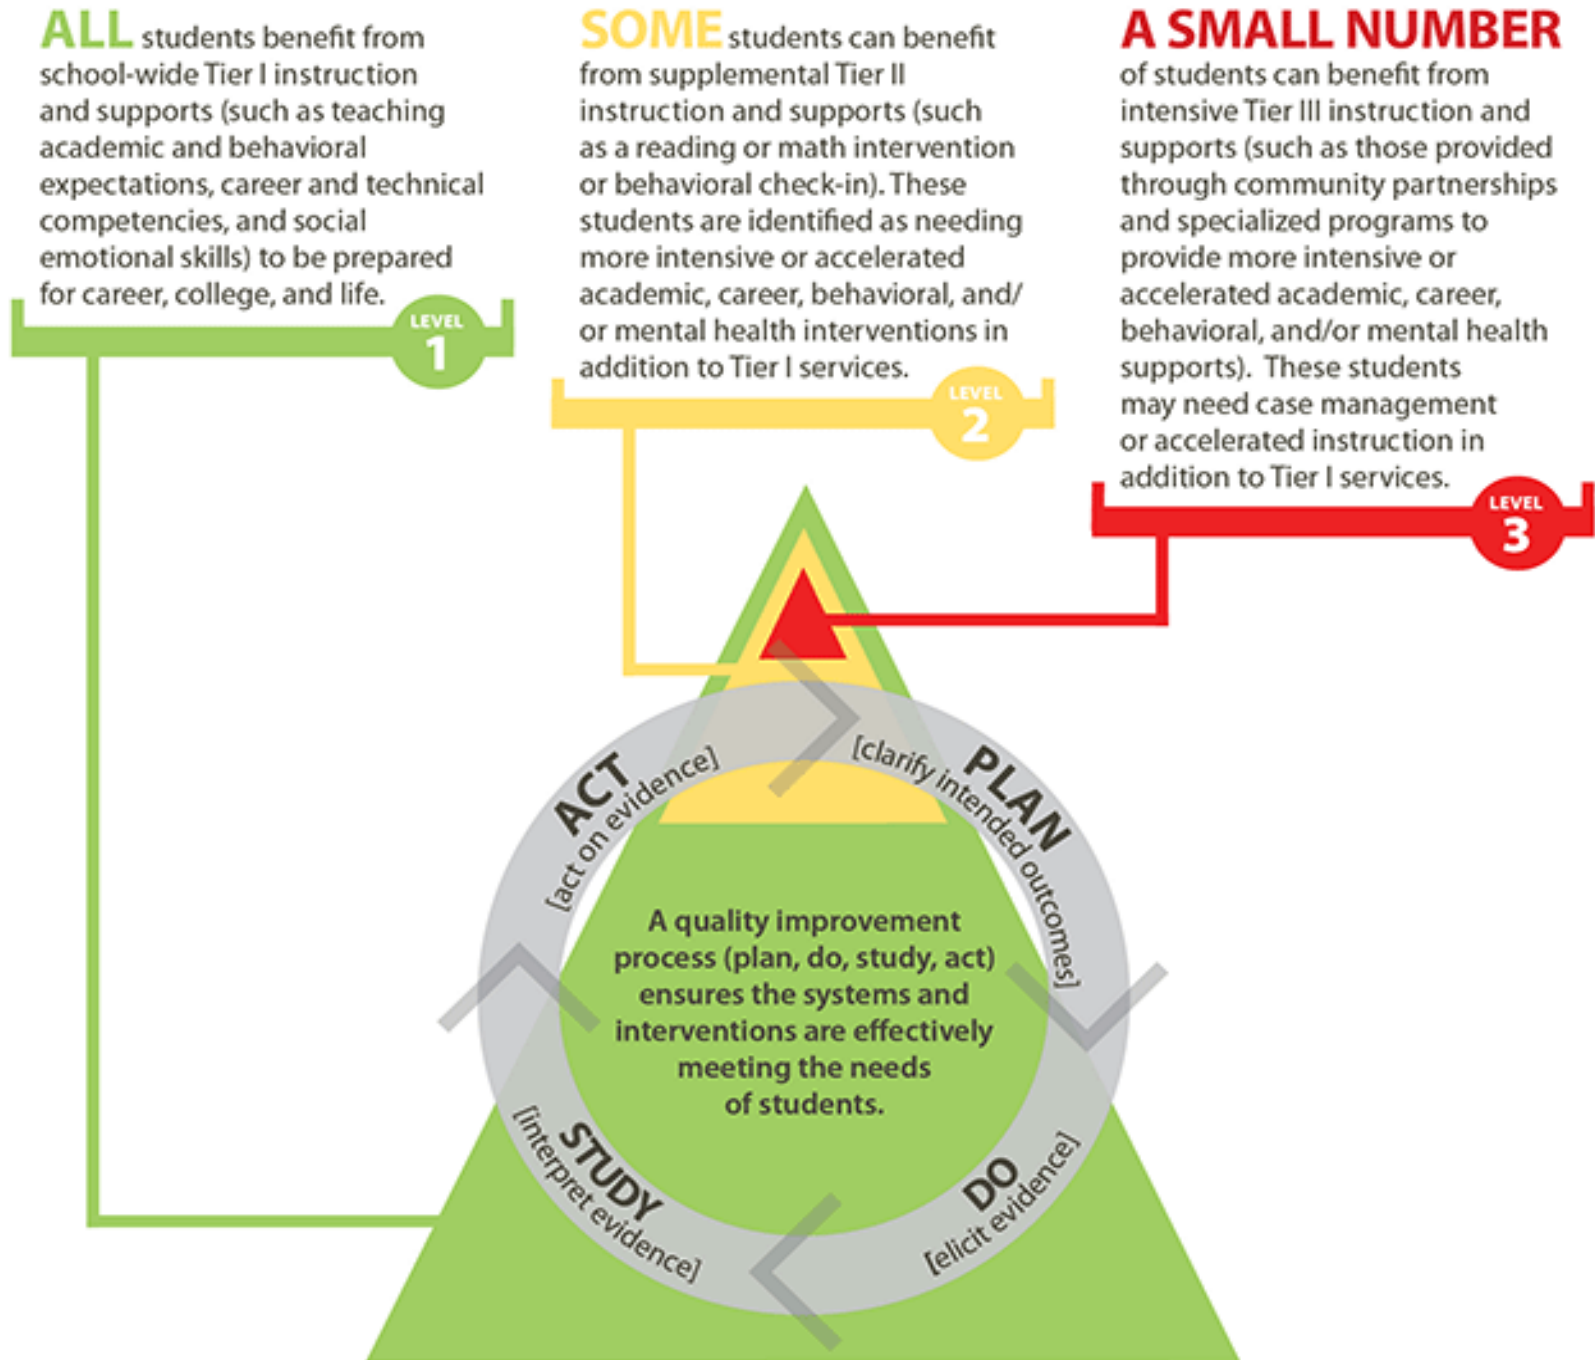 ALL students benefit from
school-wide Tier I instruction
and supports (such as teaching
academic and behavioral
expectations, career and technical
competencies, and social
emotional skills) to be prepared
for career, college, and life.
LEVEL
1
SOME students can benefit
from supplemental Tier II
instruction and supports (such
as a reading or math intervention
or behavioral check-in). These
students are identified as needing
more intensive or accelerated
academic, career, behavioral, and/
or mental health interventions in
addition to Tier I services.
LEVEL
2
A SMALL NUMBER
of students can benefit from
intensive Tier III instruction and
supports (such as those provided
through community partnerships
and specialized programs to
provide more intensive or
accelerated academic, career,
behavioral, and/or mental health
supports). These students
may need case management
or accelerated instruction in
addition to Tier I services.
LEVEL
3
ACT
[act on evidence]
PLAN
[clarify intended outcomes]
A quality improvement
process (plan, do, study, act)
ensures the systems and
interventions are effectively
meeting the needs
of students.
STUDY
[interpret evidence]
DO
[elicit evidence]